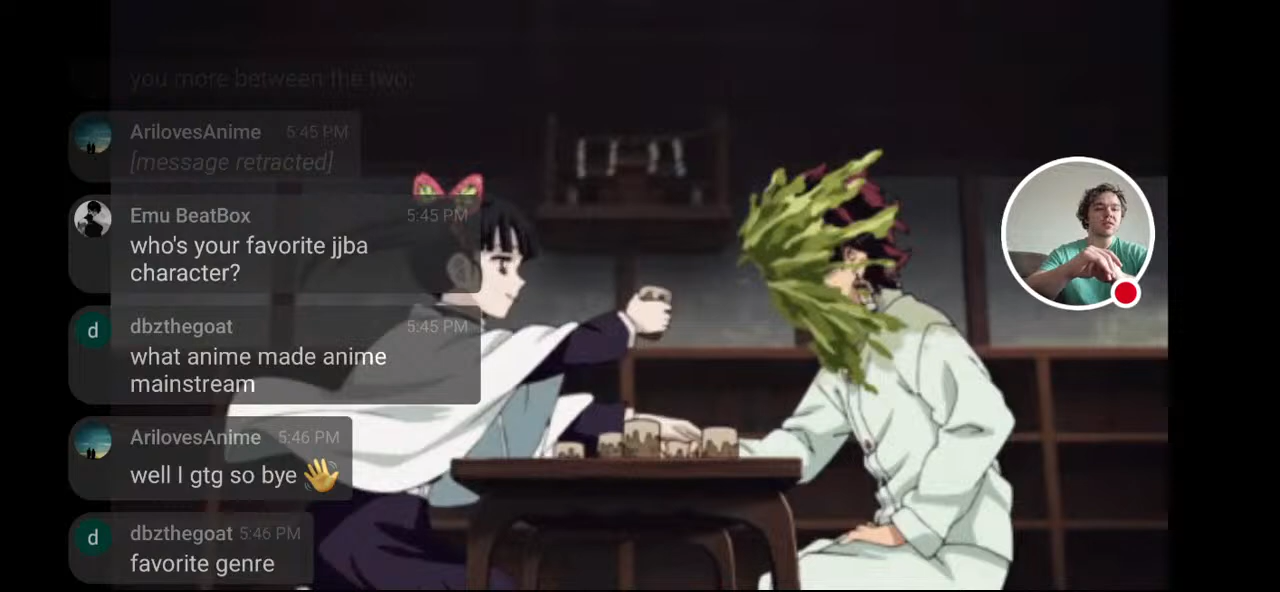 you more between the two.
ArilovesAnime 5:45 PM
[message retracted]
Emu BeatBox 5:45 PM
who's your favorite jjba
character?
d
dbzthegoat 5:45 PM
what anime made anime
mainstream
ArilovesAnime 5:46 PM
well I gtg so bye 👋
d
dbzthegoat 5:46 PM
favorite genre